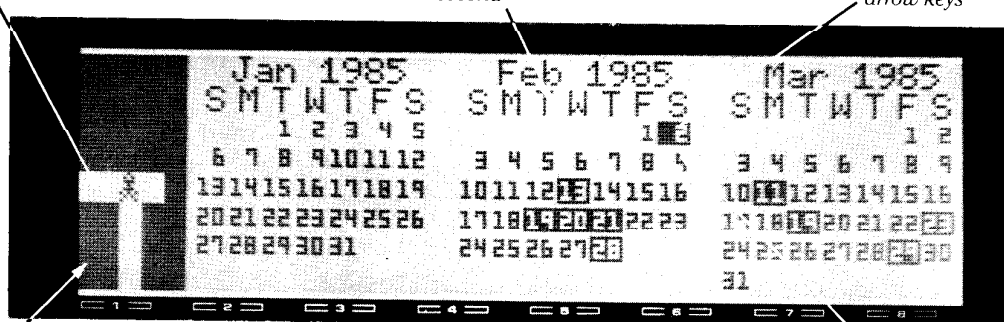 arrow keys
Jan 1985
S M T W T F S
1 2 3 4 5
6 7 8 9 10 11 12
13 14 15 16 17 18 19
20 21 22 23 24 25 26
27 28 29 30 31
Feb 1985
S M T W T F S
1 2
3 4 5 6 7 8
10 11 12 13 14 15 16
17 18 19 20 21 22 23
24 25 26 27 28
Mar 1985
S M T W T F S
1 2
3 4 5 6 7 8 9
10 11 12 13 14 15 16
17 18 19 20 21 22 23
24 25 26 27 28 29 30
31
1 2 3 4 5 6 7 8